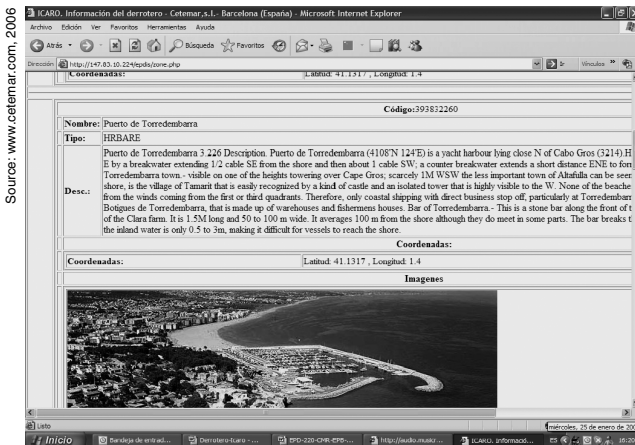 Source: www.cetemar.com, 2006
ICARO. Información del derrotero - Cetemar,s.l.- Barcelona (España) - Microsoft Internet Explorer
Archivo Edición Ver Favoritos Herramientas Ayuda
Atrás Búsqueda Favoritos
Dirección http://147.83.10.224/epdis/zone.php Ir Vínculos »
Coordenadas: Latitud: 41.1317 , Longitud: 1.4
Código:393832260
Nombre: Puerto de Torredembarra
Tipo: HRBARE
Desc.: Puerto de Torredembarra 3.226 Description. Puerto de Torredembarra (4108'N 124'E) is a yacht harbour lying close N of Cabo Gros (3214).H
E by a breakwater extending 1/2 cable SE from the shore and then about 1 cable SW; a counter breakwater extends a short distance ENE to for
Torredembarra town.- visible on one of the heights towering over Cape Gros; scarcely 1M WSW the less important town of Altafulla can be seen
shore, is the village of Tamarit that is easily recognized by a kind of castle and an isolated tower that is highly visible to the W. None of the beache
from the winds coming from the first or third quadrants. Therefore, only coastal shipping with direct business stop off, particularly at Torredembarr
Botigues de Torredembarra, that is made up of warehouses and fishermens houses. Bar of Torredembarra.- This is a stone bar along the front of t
of the Clara farm. It is 1.5M long and 50 to 100 m wide. It averages 100 m from the shore although they do meet in some parts. The bar breaks t
the inland water is only 0.5 to 3m, making it difficult for vessels to reach the shore.
Coordenadas:
Coordenadas: Latitud: 41.1317 , Longitud: 1.4
Imagenes
Listo
miércoles, 25 de enero de 200
Inicio Bandeja de entrad... Derrotero-Icaro - ... EPD-220-CMR-EPB-... http://audio.musicr... ICARO. Informació... ES 16:20